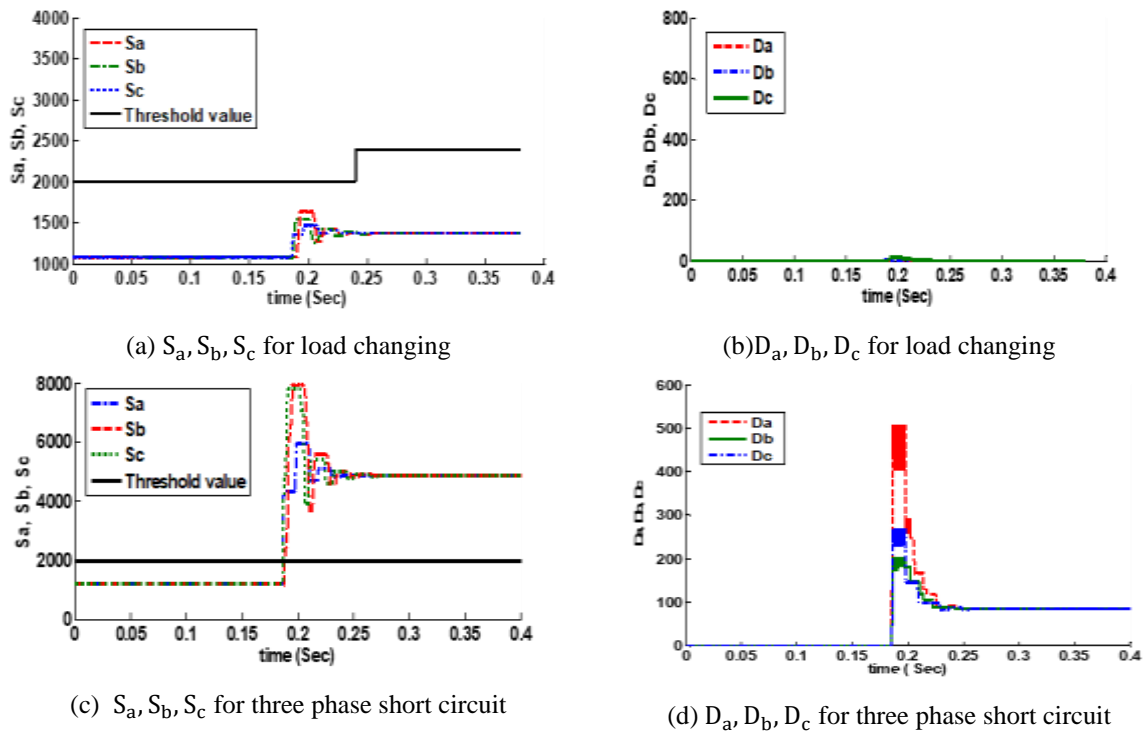 4000
3500
3000
2500
2000
1500
1000
Sa, Sb, Sc
Sa
Sb
Sc
Threshold value
0 0.05 0.1 0.15 0.2 0.25 0.3 0.35 0.4
time (Sec)
(a) Sa, Sb, Sc for load changing
800
600
400
200
0
Da, Db, Dc
Da
Db
Dc
0 0.05 0.1 0.15 0.2 0.25 0.3 0.35 0.4
time (Sec)
(b)Da, Db, Dc for load changing
8000
6000
4000
2000
0
Sa, Sb, Sc
Sa
Sb
Sc
Threshold value
0 0.05 0.1 0.15 0.2 0.25 0.3 0.35 0.4
time (Sec)
(c) Sa, Sb, Sc for three phase short circuit
600
500
400
300
200
100
0
Da
Db
Dc
0 0.05 0.1 0.15 0.2 0.25 0.3 0.35 0.4
time ( Sec)
(d) Da, Db, Dc for three phase short circuit